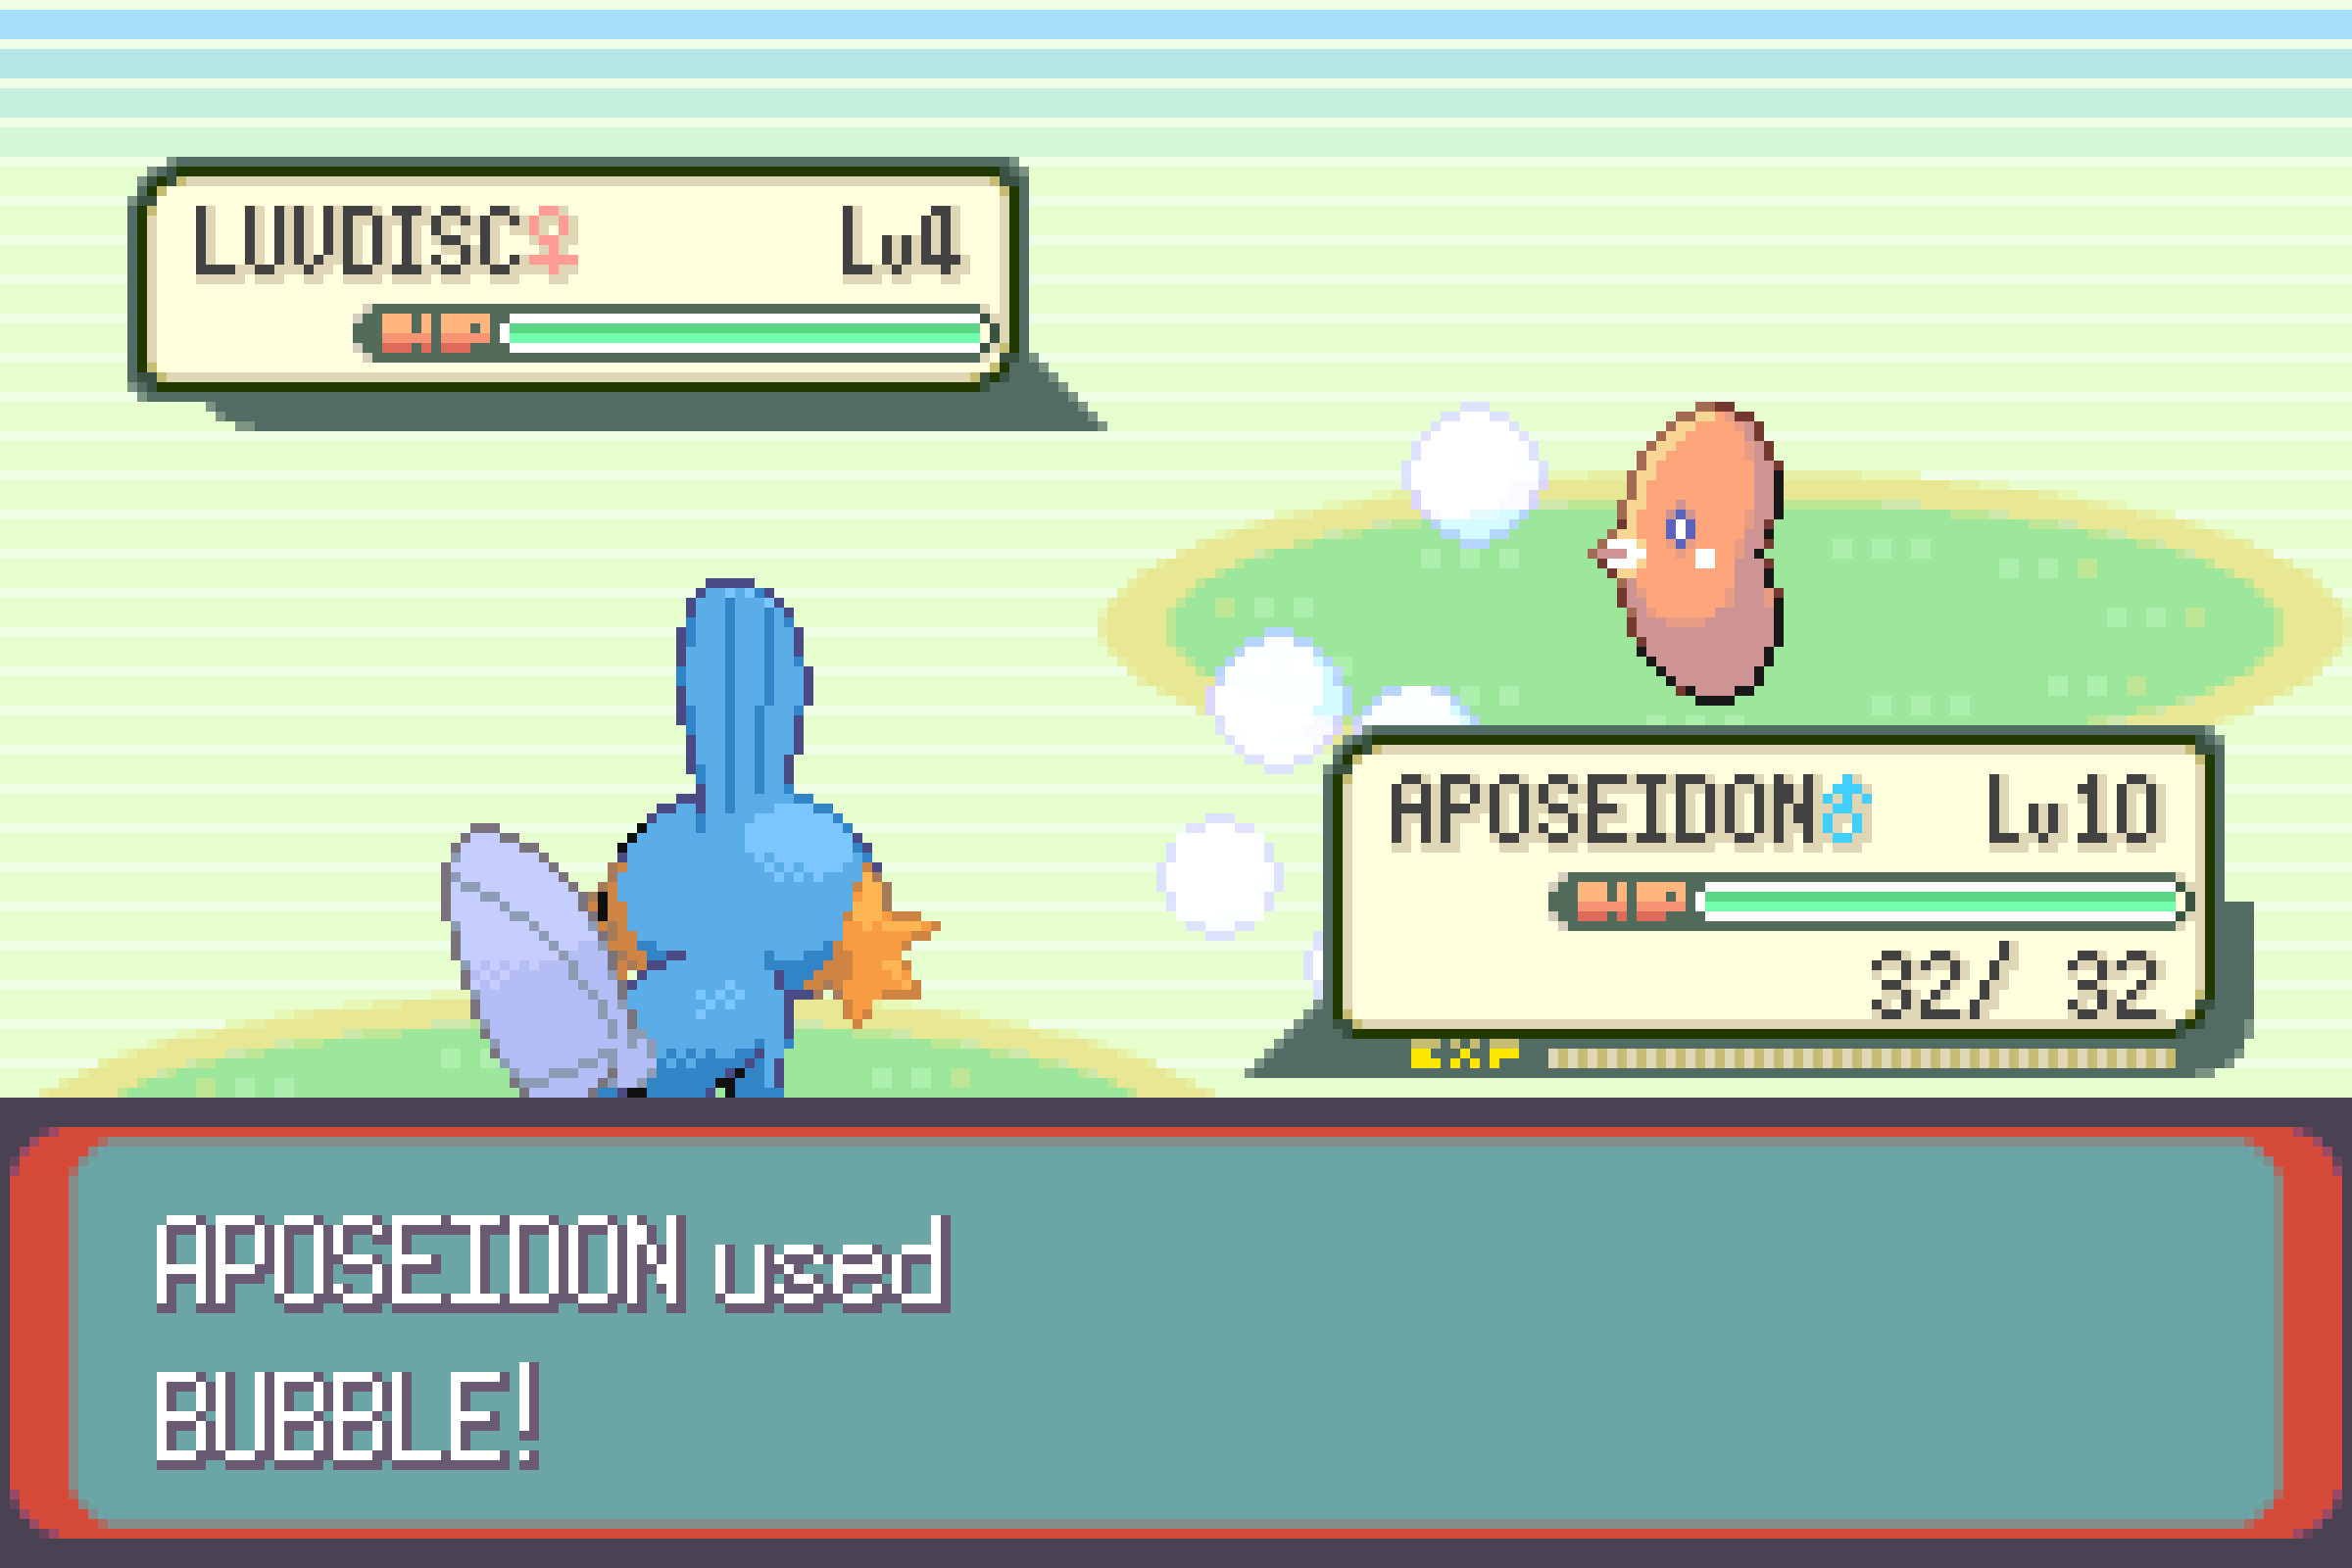 LUVDISC♀ Lv4
HP
APOSEIDON♂ Lv10
HP
32/ 32
EXP
APOSEIDON used
BUBBLE!